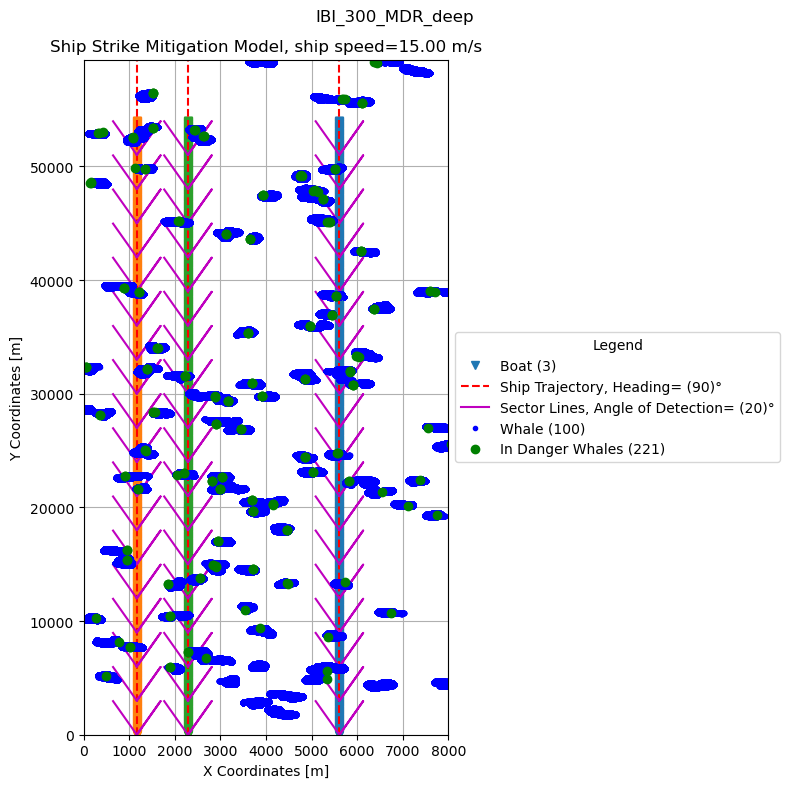 IBI_300_MDR_deep
Ship Strike Mitigation Model, ship speed=15.00 m/s
Y Coordinates [m]
50000
40000
30000
20000
10000
0
0 1000 2000 3000 4000 5000 6000 7000 8000
X Coordinates [m]
Legend
Boat (3)
Ship Trajectory, Heading= (90)°
Sector Lines, Angle of Detection= (20)°
Whale (100)
In Danger Whales (221)